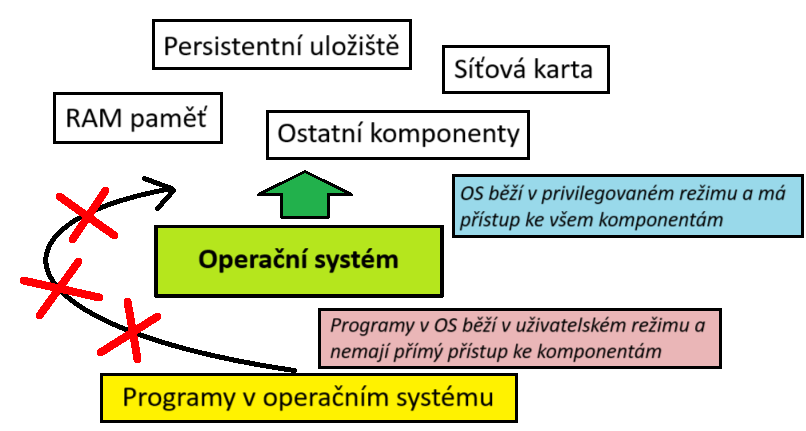 Persistentní uložiště
Síťová karta
RAM paměť
Ostatní komponenty
OS běží v privilegovaném režimu a má
přístup ke všem komponentám
Operační systém
Programy v OS běží v uživatelském režimu a
nemají přímý přístup ke komponentám
Programy v operačním systému